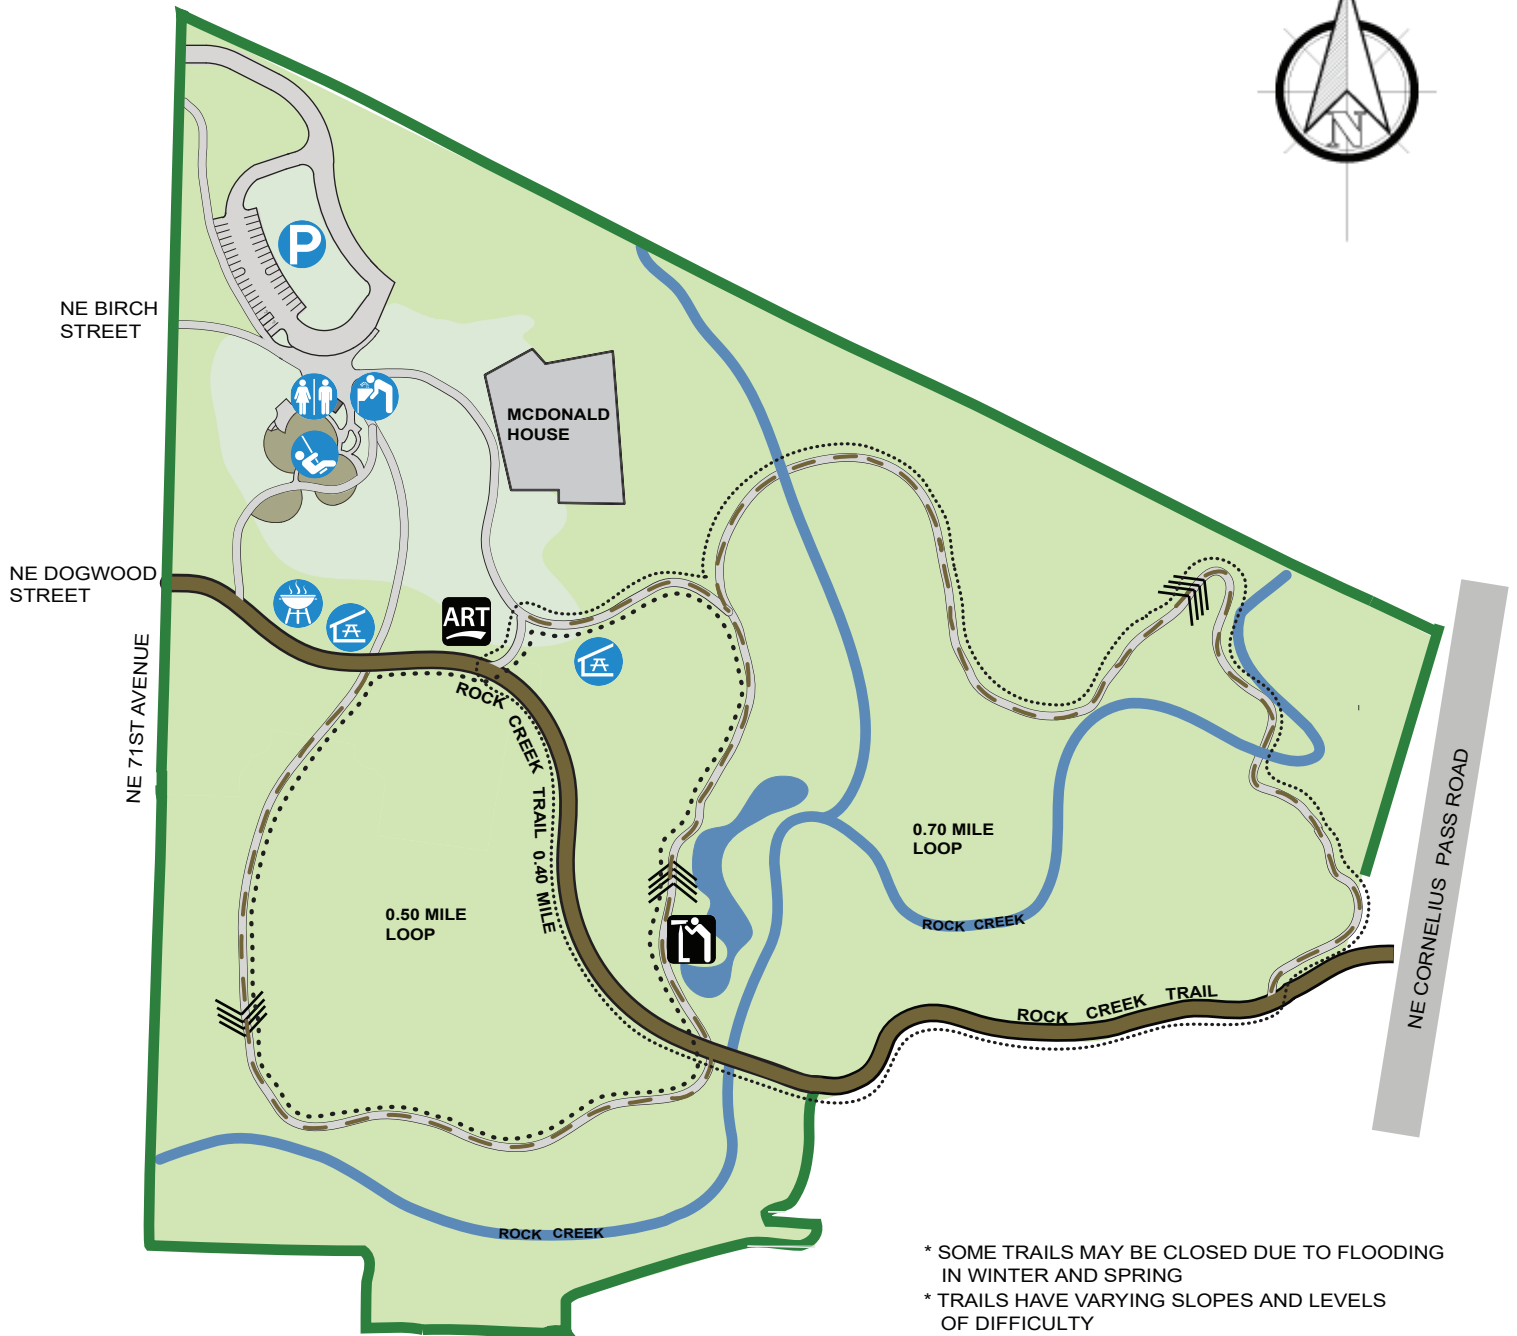 N
P
NE BIRCH
STREET
MCDONALD
HOUSE
NE DOGWOOD
STREET
ART
NE 71ST AVENUE
ROCK CREEK TRAIL 0.40 MILE
0.70 MILE
LOOP
0.50 MILE
LOOP
ROCK CREEK
ROCK CREEK TRAIL
NE CORNELIUS PASS ROAD
ROCK CREEK
* SOME TRAILS MAY BE CLOSED DUE TO FLOODING
IN WINTER AND SPRING
* TRAILS HAVE VARYING SLOPES AND LEVELS
OF DIFFICULTY